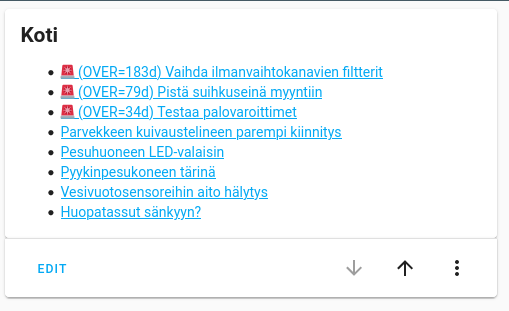 Koti
🚨 (OVER=183d) Vaihda ilmanvaihtokanavien filtterit
🚨 (OVER=79d) Pistä suihkuseinä myyntiin
🚨 (OVER=34d) Testaa palovaroittimet
Parvekkeen kuivaustelineen parempi kiinnitys
Pesuhuoneen LED-valaisin
Pyykinpesukoneen tärinä
Vesivuotosensoreihin aito hälytys
Huopatassut sänkyyn?
EDIT